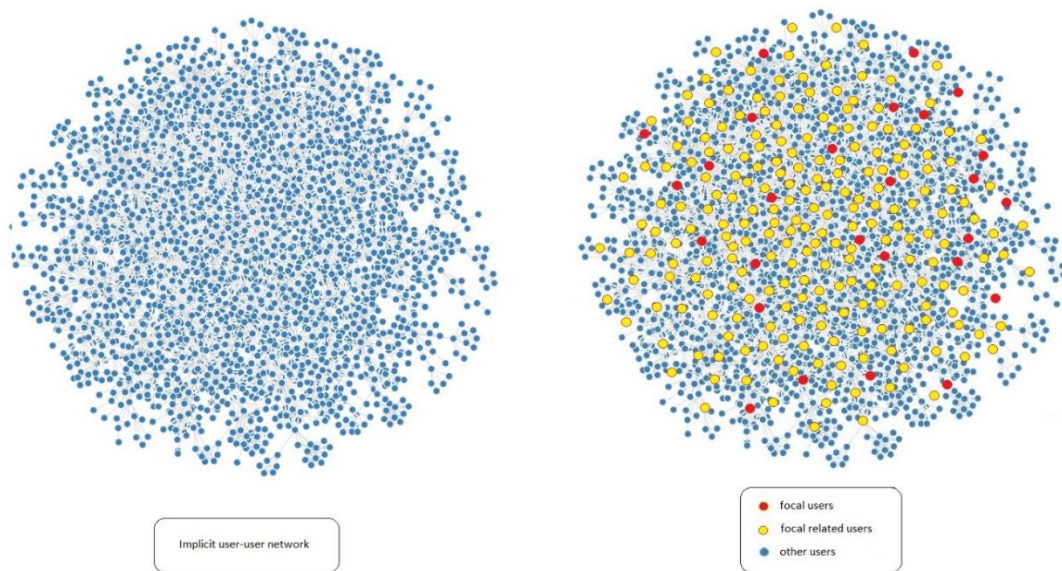 Implicit user-user network
focal users
focal related users
other users